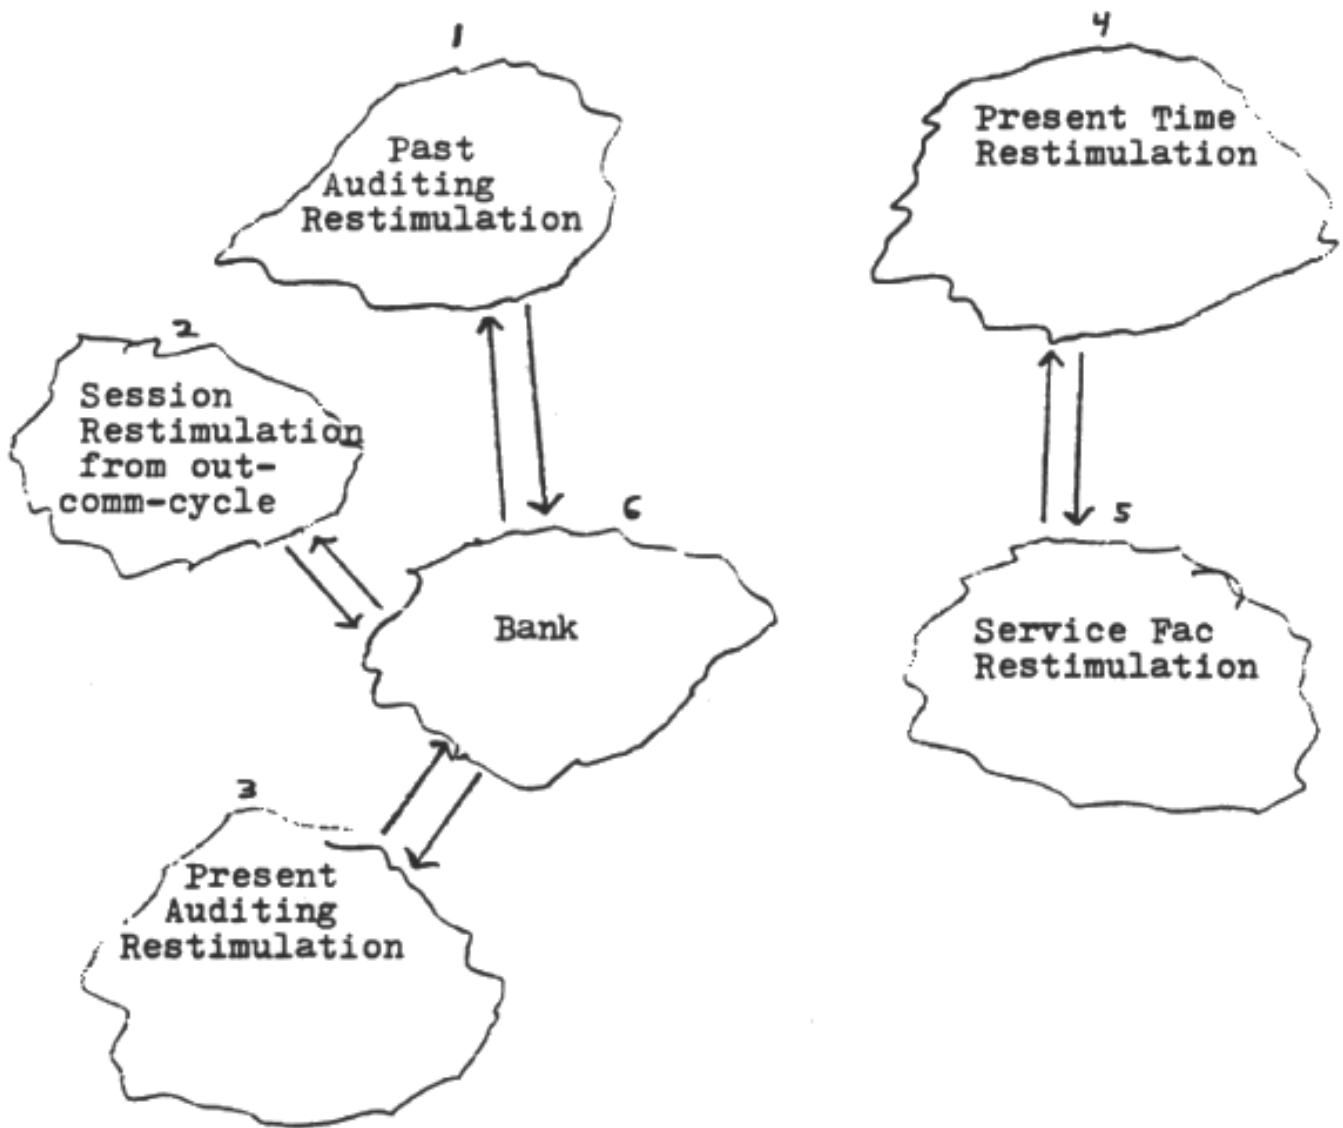 1
Past
Auditing
Restimulation
2
Session
Restimulation
from out-
comm-cycle
3
Present
Auditing
Restimulation
4
Present Time
Restimulation
5
Service Fac
Restimulation
6
Bank